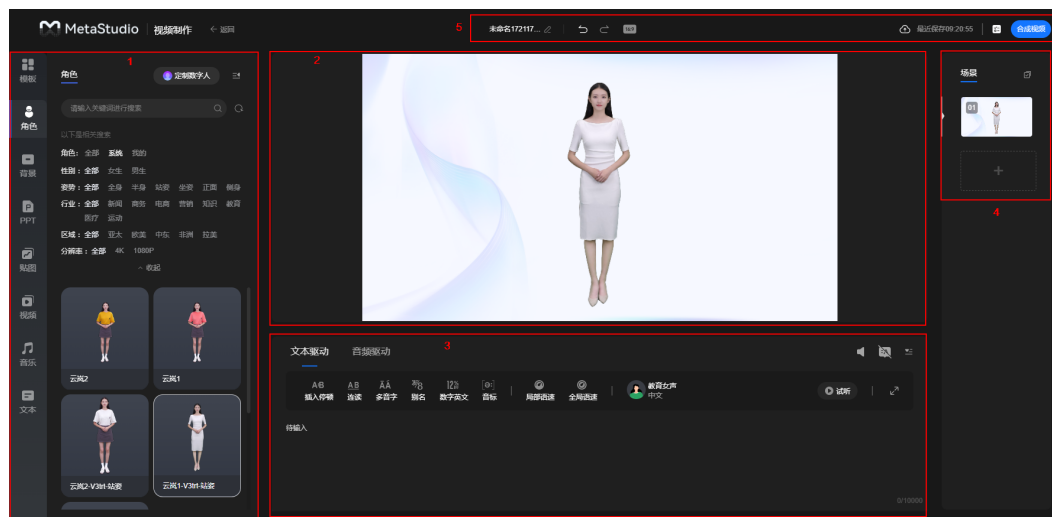 MetaStudio 视频制作 ← 返回
5
未命名172117...
16:9
最近保存09:20:55
合成视频
1
模板
角色
背景
PPT
贴图
视频
音乐
文本
角色
定制数字人
请输入关键词进行搜索
以下是相关搜索
角色： 全部 系统 我的
性别： 全部 女生 男生
姿势： 全部 全身 半身 站姿 坐姿 正面 侧身
行业： 全部 新闻 商务 电商 营销 知识 教育
医疗 运动
区域： 全部 亚太 欧美 中东 非洲 拉美
分辨率： 全部 4K 1080P
收起
云岚2
云岚1
云岚2-V3tri-站姿
云岚1-V3tri-站姿
2
3
文本驱动 音频驱动
插入停顿 连读 多音字 别名 数字英文 音标 局部语速 全局语速
教育女声
中文
试听
待输入
0/10000
场景
01
+
4